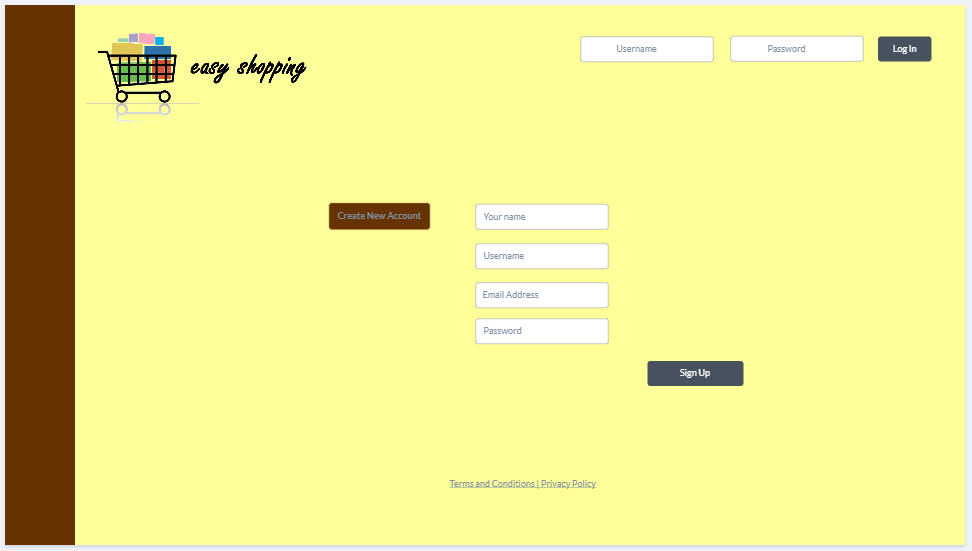 easy shopping
Username
Password
Log In
Create New Account
Your name
Username
Email Address
Password
Sign Up
Terms and Conditions | Privacy Policy